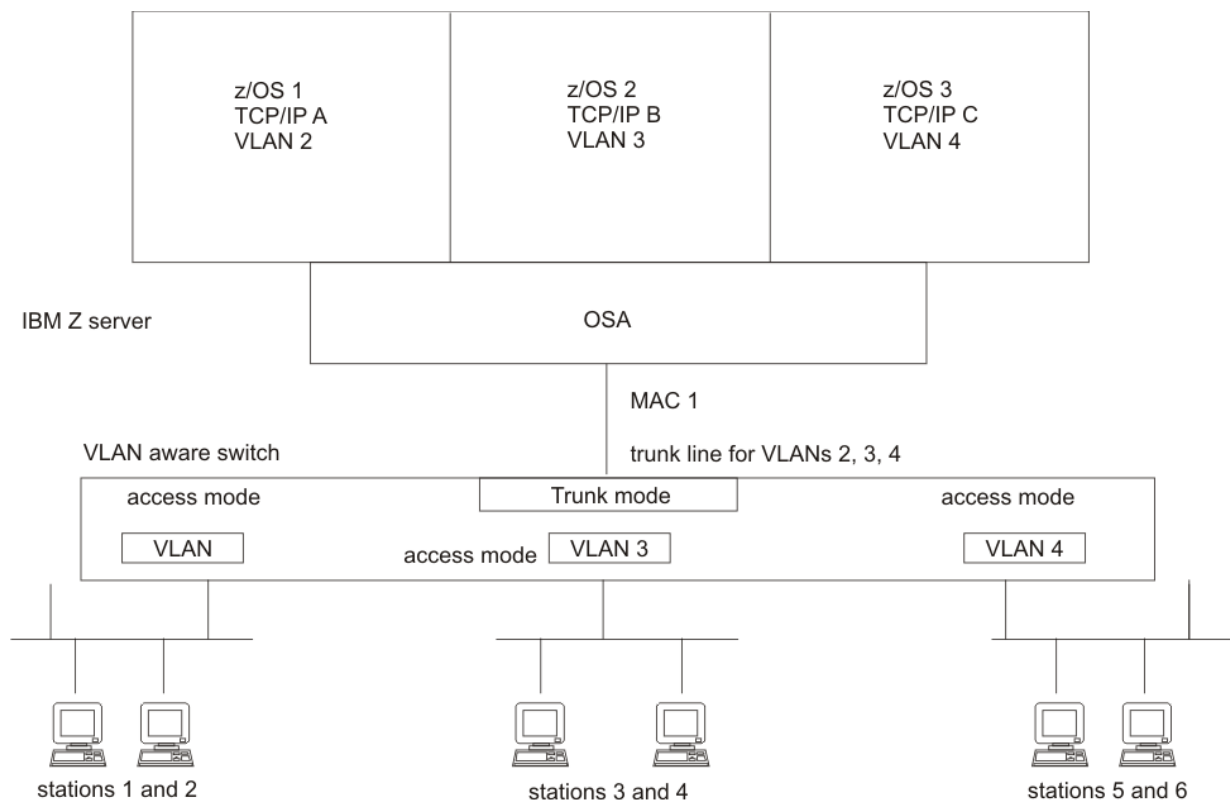 z/OS 1
TCP/IP A
VLAN 2
z/OS 2
TCP/IP B
VLAN 3
z/OS 3
TCP/IP C
VLAN 4
IBM Z server
OSA
MAC 1
VLAN aware switch
trunk line for VLANs 2, 3, 4
access mode
Trunk mode
access mode
VLAN
access mode
VLAN 3
VLAN 4
stations 1 and 2
stations 3 and 4
stations 5 and 6